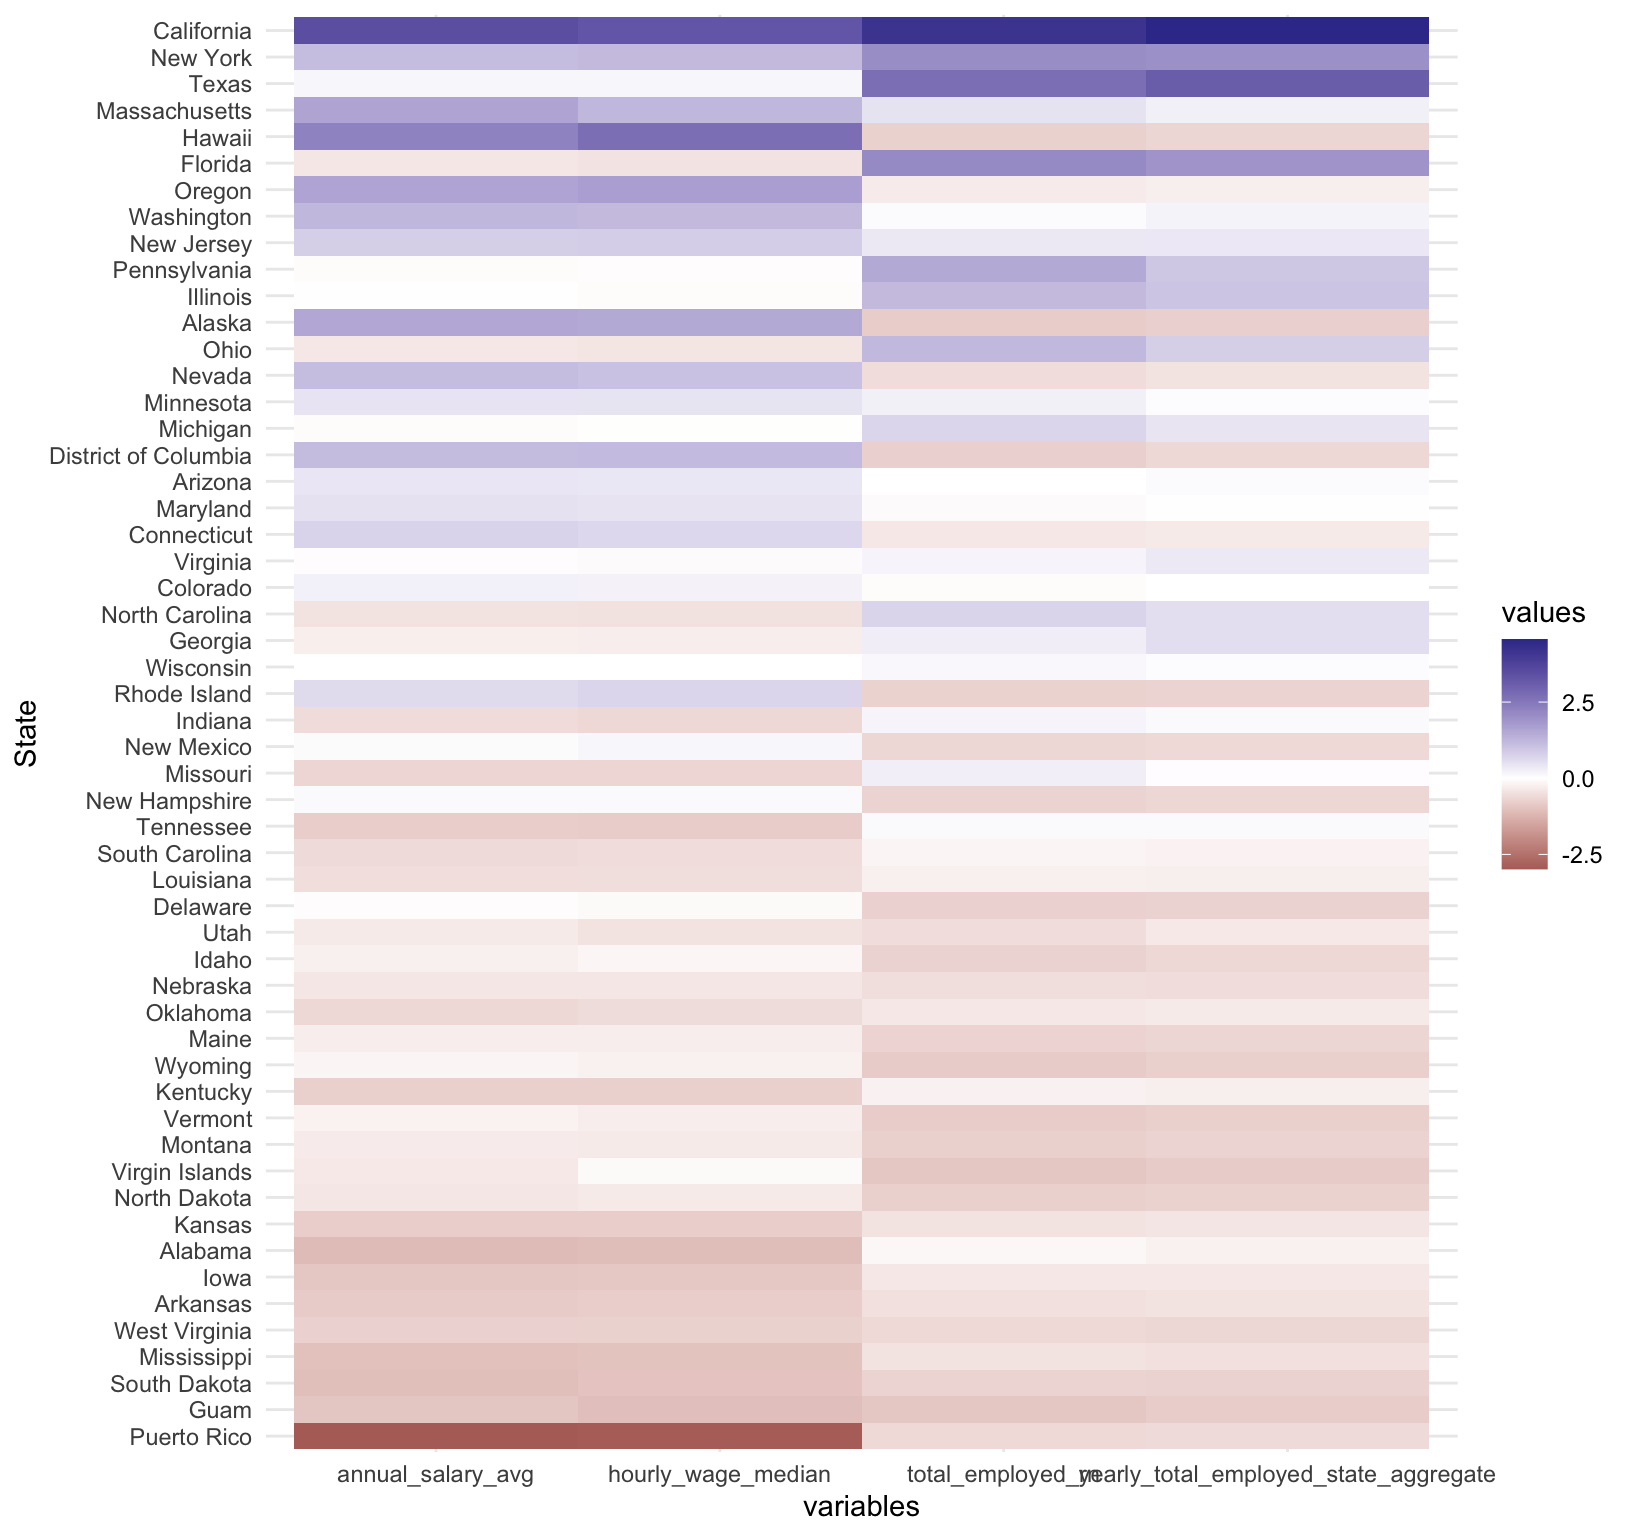 California
New York
Texas
Massachusetts
Hawaii
Florida
Oregon
Washington
New Jersey
Pennsylvania
Illinois
Alaska
Ohio
Nevada
Minnesota
Michigan
District of Columbia
Arizona
Maryland
Connecticut
Virginia
Colorado
North Carolina
Georgia
Wisconsin
Rhode Island
Indiana
New Mexico
Missouri
New Hampshire
Tennessee
South Carolina
Louisiana
Delaware
Utah
Idaho
Nebraska
Oklahoma
Maine
Wyoming
Kentucky
Vermont
Montana
Virgin Islands
North Dakota
Kansas
Alabama
Iowa
Arkansas
West Virginia
Mississippi
South Dakota
Guam
Puerto Rico
State
annual_salary_avg
hourly_wage_median
total_employed_rn
yearly_total_employed_state_aggregate
variables
values
2.5
0.0
-2.5